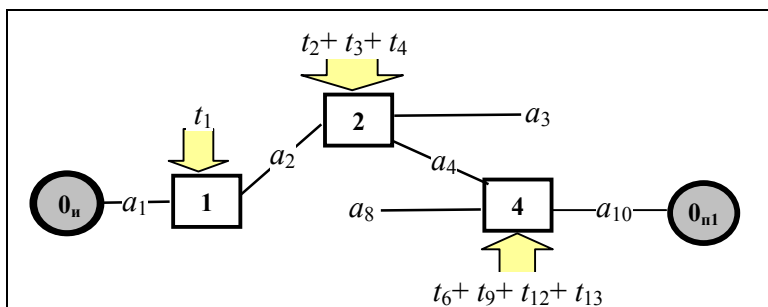 t₂+ t₃+ t₄
t₁
2
a₃
a₂
a₄
0и
a₁
1
a₈
4
a₁₀
0п1
t₆+ t₉+ t₁₂+ t₁₃